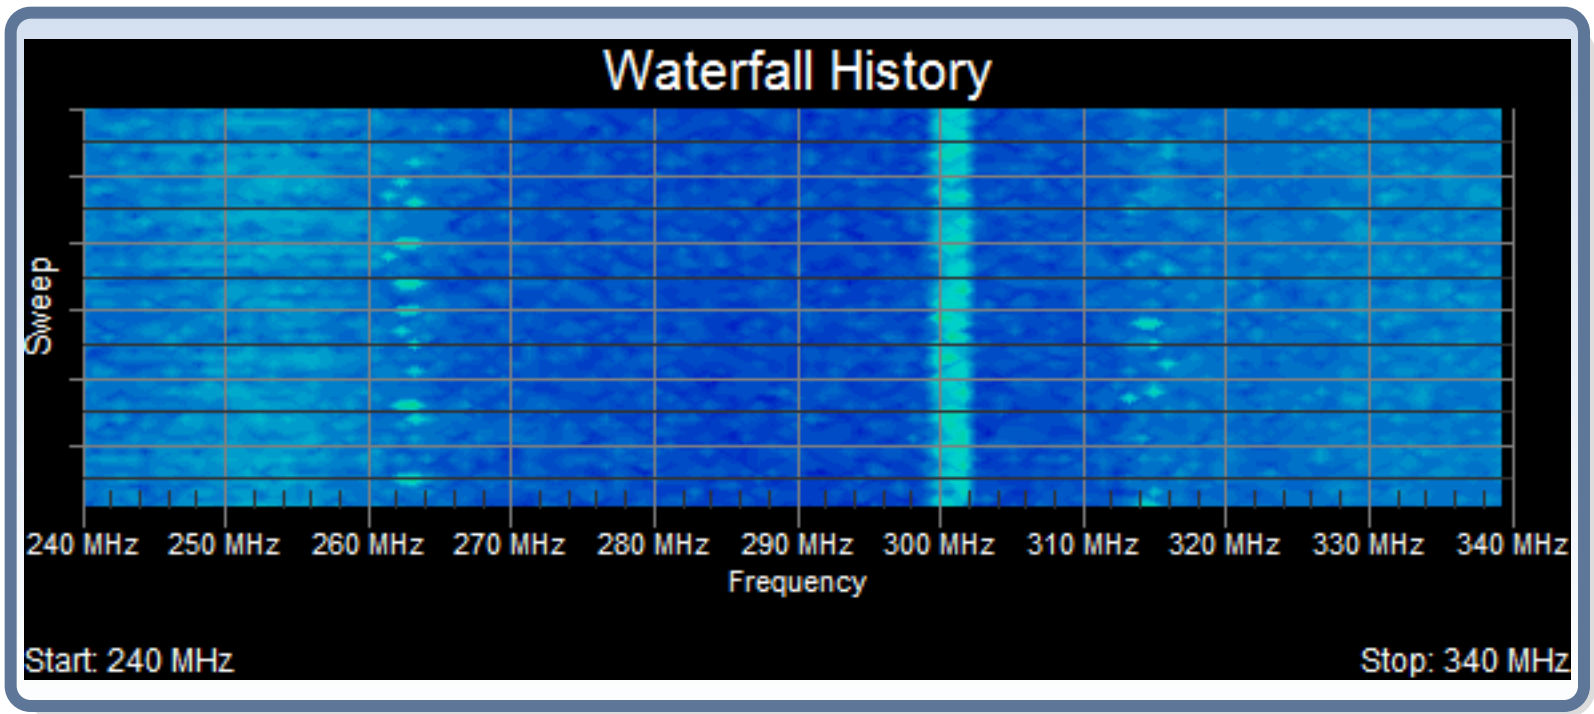 Waterfall History
Sweep
240 MHz 250 MHz 260 MHz 270 MHz 280 MHz 290 MHz 300 MHz 310 MHz 320 MHz 330 MHz 340 MHz
Frequency
Start: 240 MHz
Stop: 340 MHz